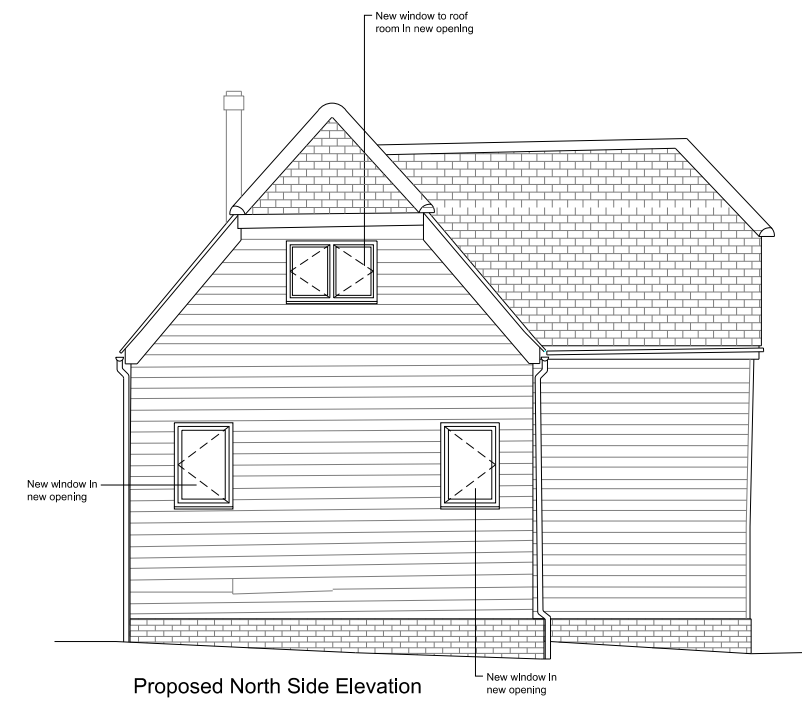 New window to roof
room in new opening
New window in
new opening
New window in
new opening
Proposed North Side Elevation